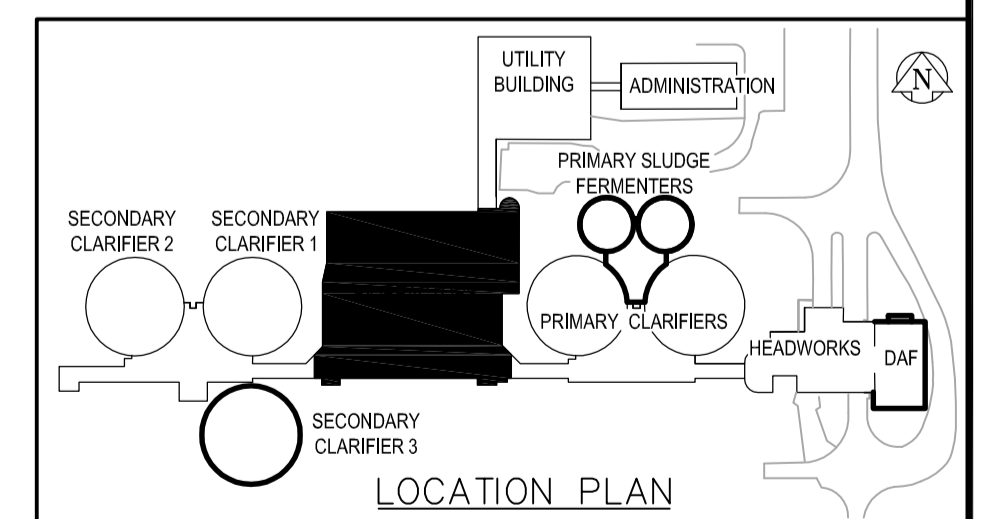 UTILITY
BUILDING
ADMINISTRATION
N
PRIMARY SLUDGE
FERMENTERS
SECONDARY
CLARIFIER 2
SECONDARY
CLARIFIER 1
PRIMARY CLARIFIERS
HEADWORKS
DAF
SECONDARY
CLARIFIER 3
LOCATION PLAN